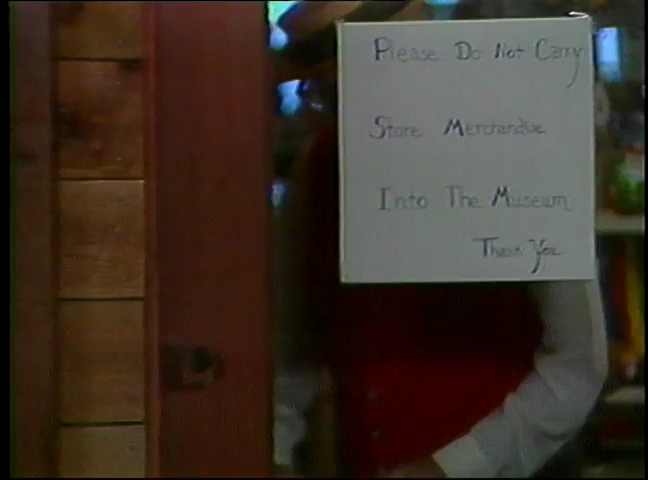 Please Do Not Carry
Store Merchandise
Into The Museum
Thank You